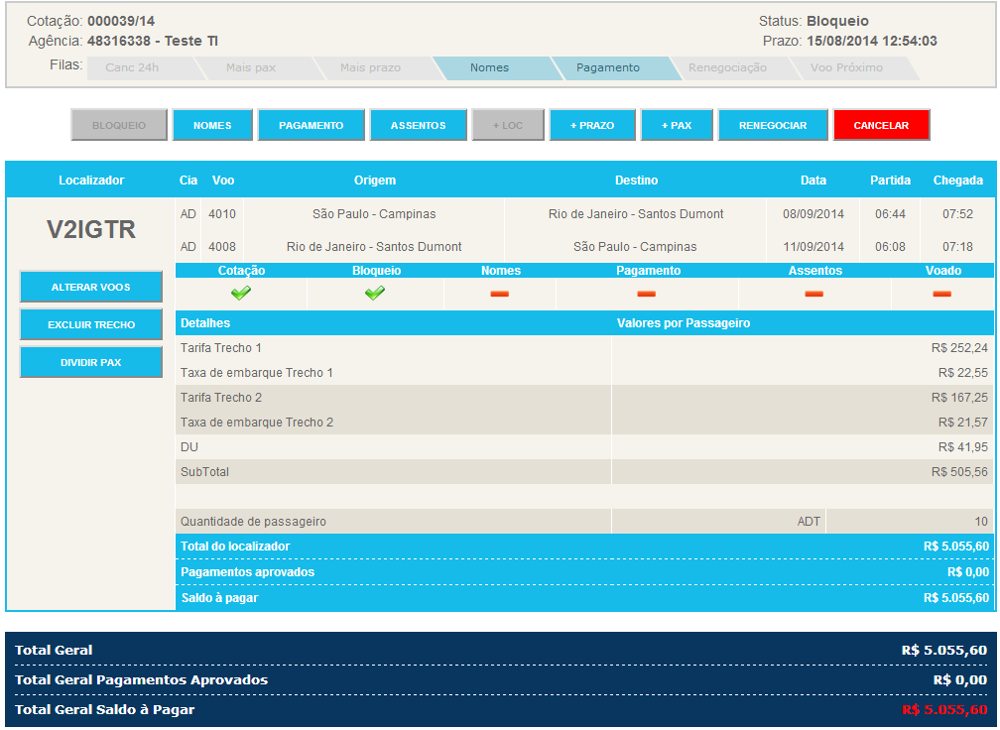 Cotação: 000039/14 Status: Bloqueio
Agência: 48316338 - Teste TI Prazo: 15/08/2014 12:54:03
Filas: Canc 24h Mais pax Mais prazo Nomes Pagamento Renegociação Voo Próximo
BLOQUEIO NOMES PAGAMENTO ASSENTOS + LOC + PRAZO + PAX RENEGOCIAR CANCELAR
Localizador Cia Voo Origem Destino Data Partida Chegada
V2IGTR
AD 4010 São Paulo - Campinas Rio de Janeiro - Santos Dumont 08/09/2014 06:44 07:52
AD 4008 Rio de Janeiro - Santos Dumont São Paulo - Campinas 11/09/2014 06:08 07:18
ALTERAR VOOS
EXCLUIR TRECHO
DIVIDIR PAX
Cotação Bloqueio Nomes Pagamento Assentos Voado
Detalhes Valores por Passageiro
Tarifa Trecho 1 R$ 252,24
Taxa de embarque Trecho 1 R$ 22,55
Tarifa Trecho 2 R$ 167,25
Taxa de embarque Trecho 2 R$ 21,57
DU R$ 41,95
SubTotal R$ 505,56
Quantidade de passageiro ADT 10
Total do localizador R$ 5.055,60
Pagamentos aprovados R$ 0,00
Saldo à pagar R$ 5.055,60
Total Geral R$ 5.055,60
Total Geral Pagamentos Aprovados R$ 0,00
Total Geral Saldo à Pagar R$ 5.055,60